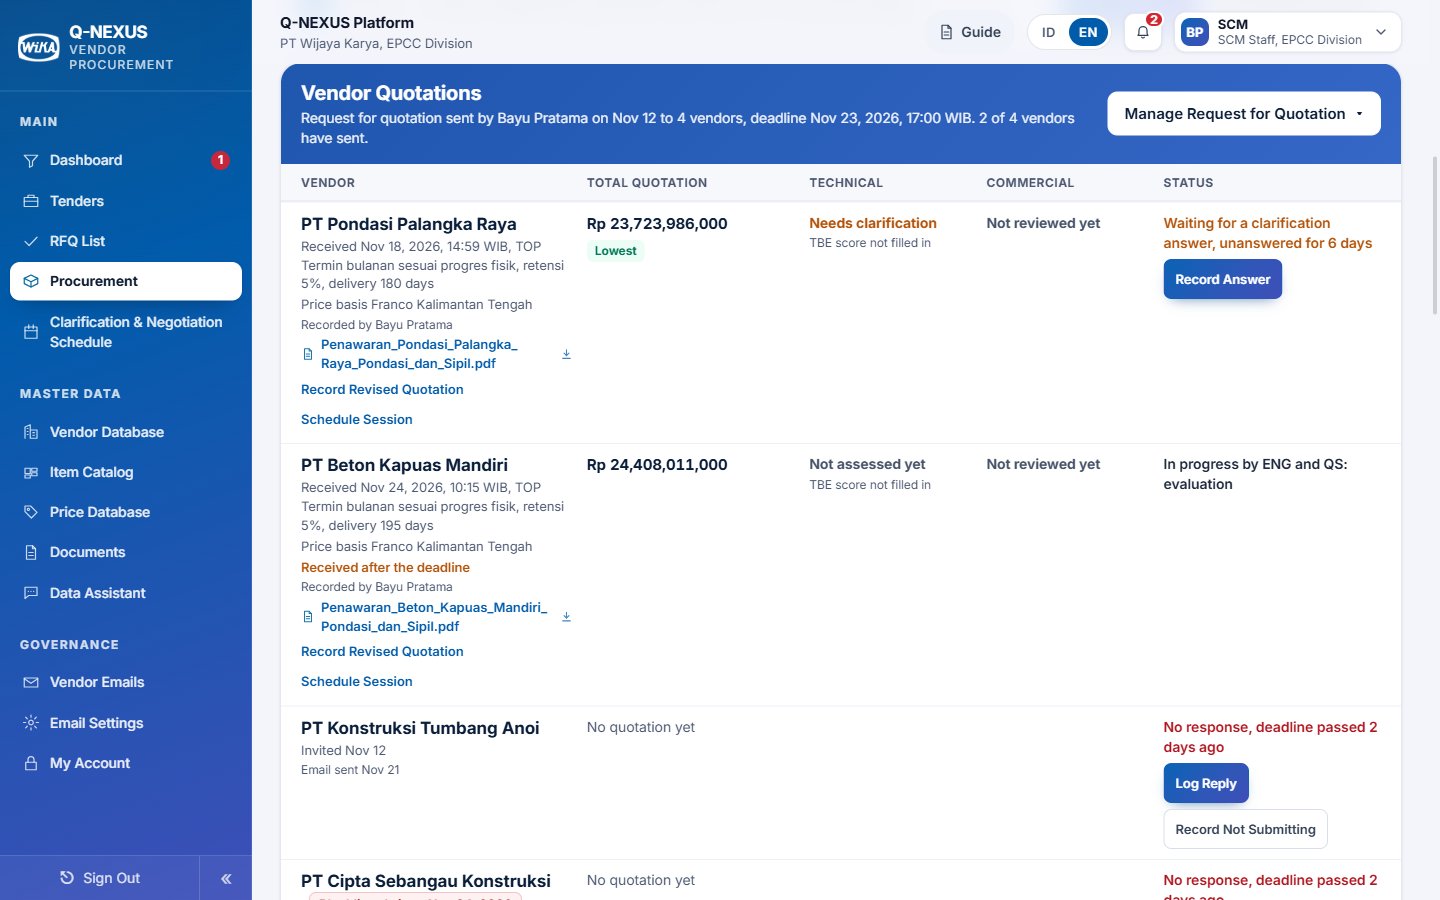 WIKA
Q-NEXUS
VENDOR
PROCUREMENT
MAIN
Dashboard
1
Tenders
RFQ List
Procurement
Clarification & Negotiation
Schedule
MASTER DATA
Vendor Database
Item Catalog
Price Database
Documents
Data Assistant
GOVERNANCE
Vendor Emails
Email Settings
My Account
Sign Out
«
Q-NEXUS Platform
PT Wijaya Karya, EPCC Division
Guide
ID EN
2
BP
SCM
SCM Staff, EPCC Division
Vendor Quotations
Request for quotation sent by Bayu Pratama on Nov 12 to 4 vendors, deadline Nov 23, 2026, 17:00 WIB. 2 of 4 vendors
have sent.
Manage Request for Quotation
VENDOR TOTAL QUOTATION TECHNICAL COMMERCIAL STATUS
PT Pondasi Palangka Raya
Received Nov 18, 2026, 14:59 WIB, TOP
Termin bulanan sesuai progres fisik, retensi
5%, delivery 180 days
Price basis Franco Kalimantan Tengah
Recorded by Bayu Pratama
Penawaran_Pondasi_Palangka_
Raya_Pondasi_dan_Sipil.pdf
Record Revised Quotation
Schedule Session
Rp 23,723,986,000
Lowest
Needs clarification
TBE score not filled in
Not reviewed yet
Waiting for a clarification
answer, unanswered for 6 days
Record Answer
PT Beton Kapuas Mandiri
Received Nov 24, 2026, 10:15 WIB, TOP
Termin bulanan sesuai progres fisik, retensi
5%, delivery 195 days
Price basis Franco Kalimantan Tengah
Received after the deadline
Recorded by Bayu Pratama
Penawaran_Beton_Kapuas_Mandiri_
Pondasi_dan_Sipil.pdf
Record Revised Quotation
Schedule Session
Rp 24,408,011,000
Not assessed yet
TBE score not filled in
Not reviewed yet
In progress by ENG and QS:
evaluation
PT Konstruksi Tumbang Anoi
Invited Nov 12
Email sent Nov 21
No quotation yet
No response, deadline passed 2
days ago
Log Reply
Record Not Submitting
PT Cipta Sebangau Konstruksi
No quotation yet
No response, deadline passed 2
days ago